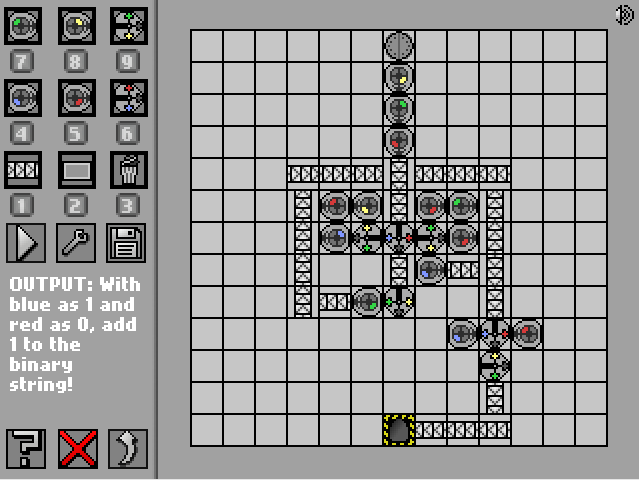 7 8 9
4 5 6
1 2 3
OUTPUT: With
blue as 1 and
red as 0, add
1 to the
binary
string!
?